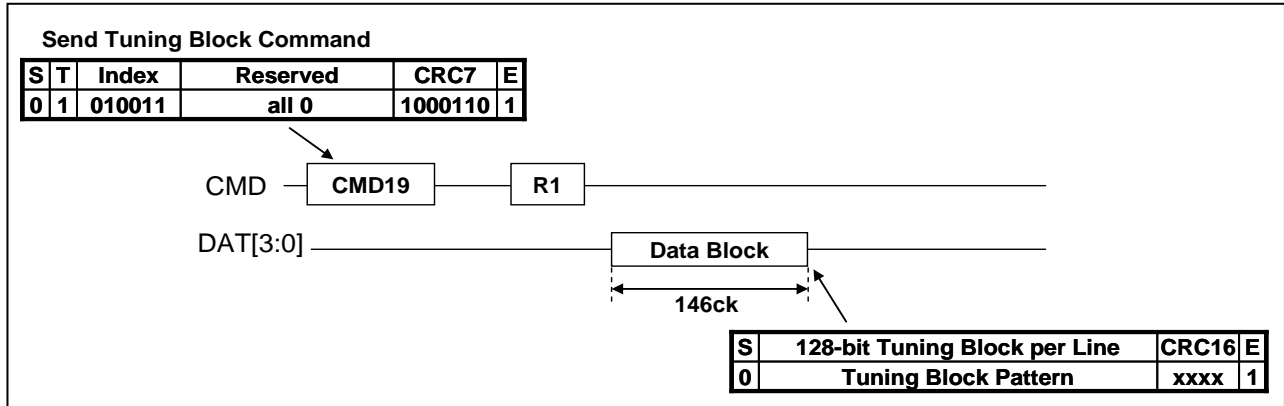 Send Tuning Block Command
S T Index Reserved CRC7 E
0 1 010011 all 0 1000110 1
CMD CMD19 R1
DAT[3:0] Data Block
146ck
S 128-bit Tuning Block per Line CRC16 E
0 Tuning Block Pattern xxxx 1